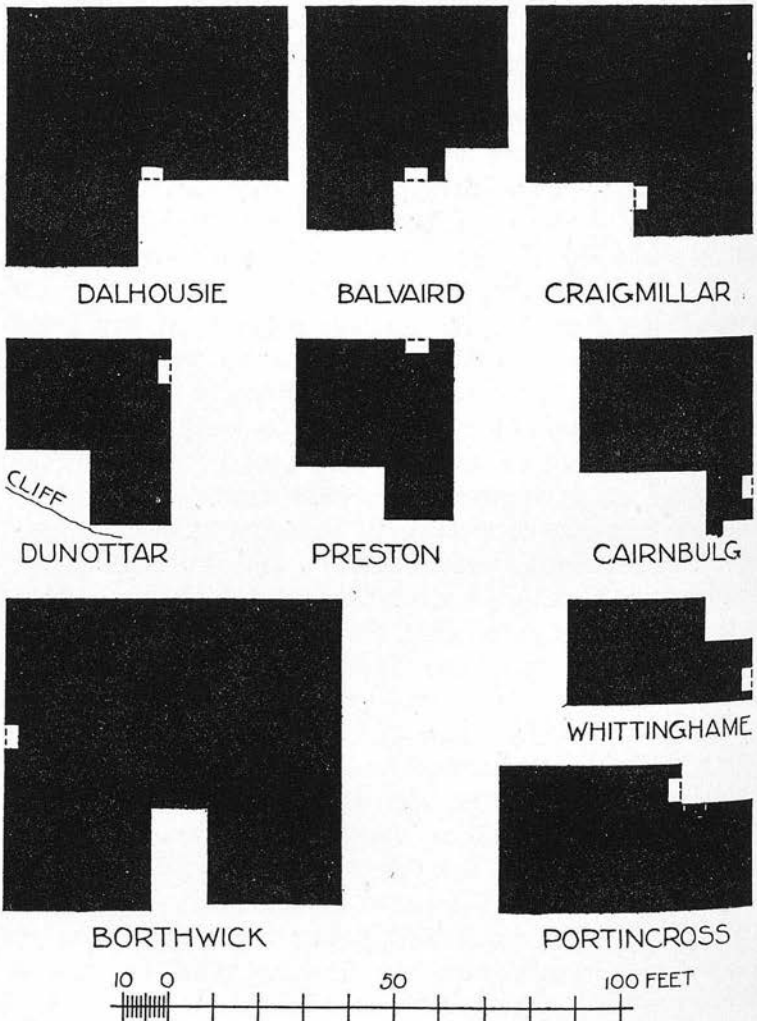 DALHOUSIE BALVAIRD CRAIGMILLAR
CLIFF
DUNOTTAR PRESTON CAIRNBULG
WHITTINGHAME
BORTHWICK PORTINCROSS
10 0 50 100 FEET